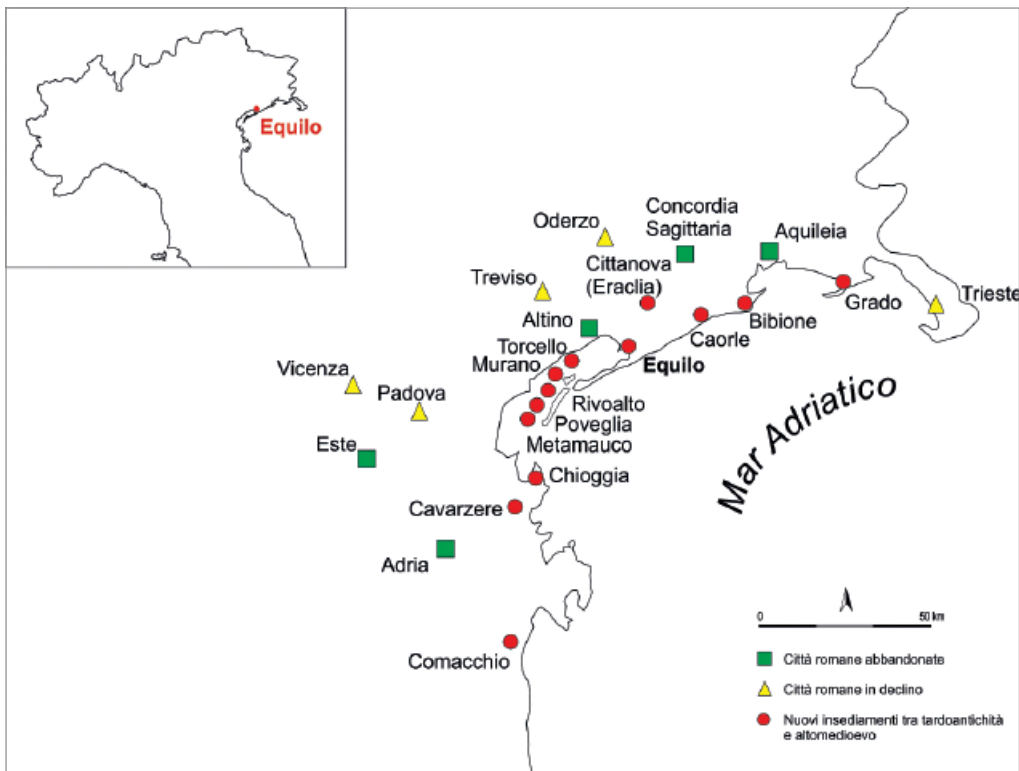 Equilo
Oderzo
Concordia
Sagittaria
Aquileia
Cittanova
(Eraclia)
Treviso
Grado
Trieste
Altino
Bibione
Caorle
Torcello
Equilo
Murano
Vicenza
Padova
Rivoalto
Poveglia
Metamauco
Este
Chioggia
Mar Adriatico
Cavarzere
Adria
Comacchio
0 50 km
Città romane abbandonate
Città romane in declino
Nuovi insediamenti tra tardoantichità
e altomedioevo